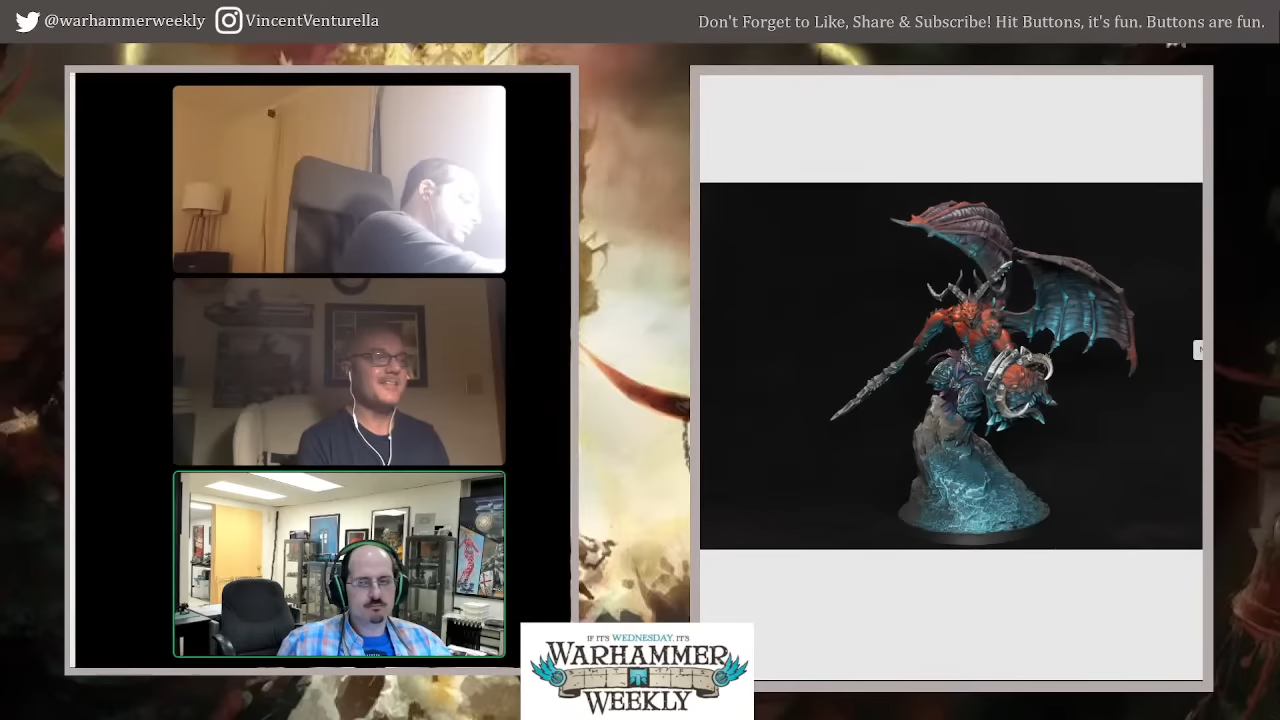 @warhammerweekly VincentVenturella
Don't Forget to Like, Share & Subscribe! Hit Buttons, it's fun. Buttons are fun.
IF IT'S WEDNESDAY, IT'S
WARHAMMER
WEEKLY